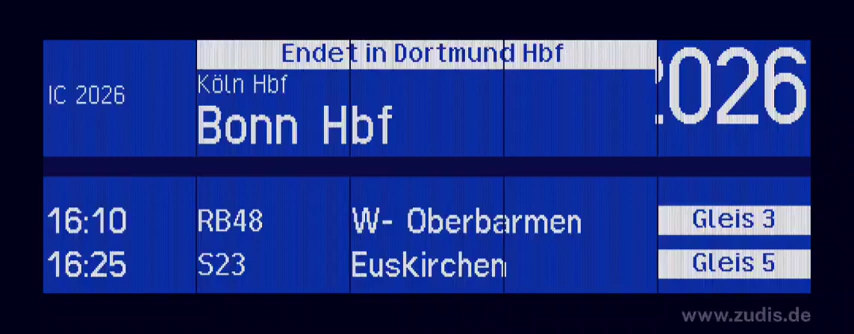 Endet in Dortmund Hbf
IC 2026
Köln Hbf
Bonn Hbf
2026
16:10 RB48 W- Oberbarmen Gleis 3
16:25 S23 Euskirchen Gleis 5
www.zudis.de